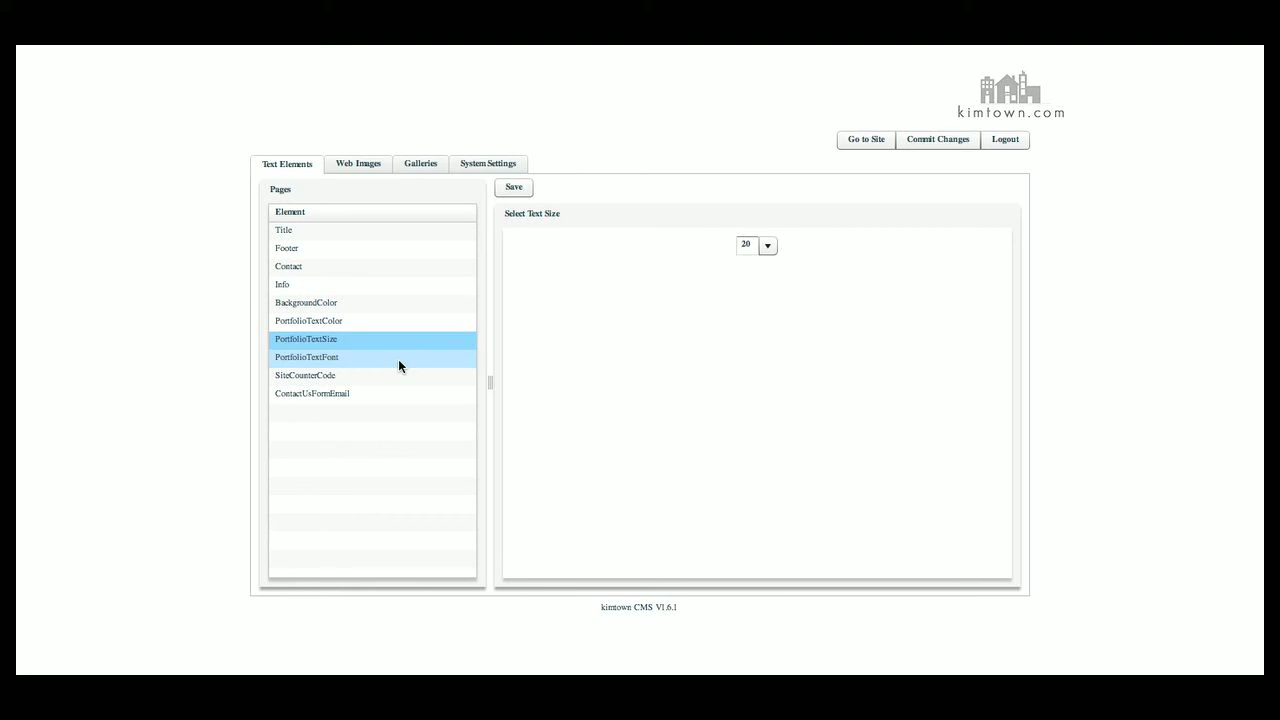 kimtown.com
Go to Site Commit Changes Logout
Text Elements Web Images Galleries System Settings
Pages
Save
Element
Select Text Size
Title
20
Footer
Contact
Info
BackgroundColor
PortfolioTextColor
PortfolioTextSize
PortfolioTextFont
SiteCounterCode
ContactUsFormEmail
kimtown CMS V1.6.1